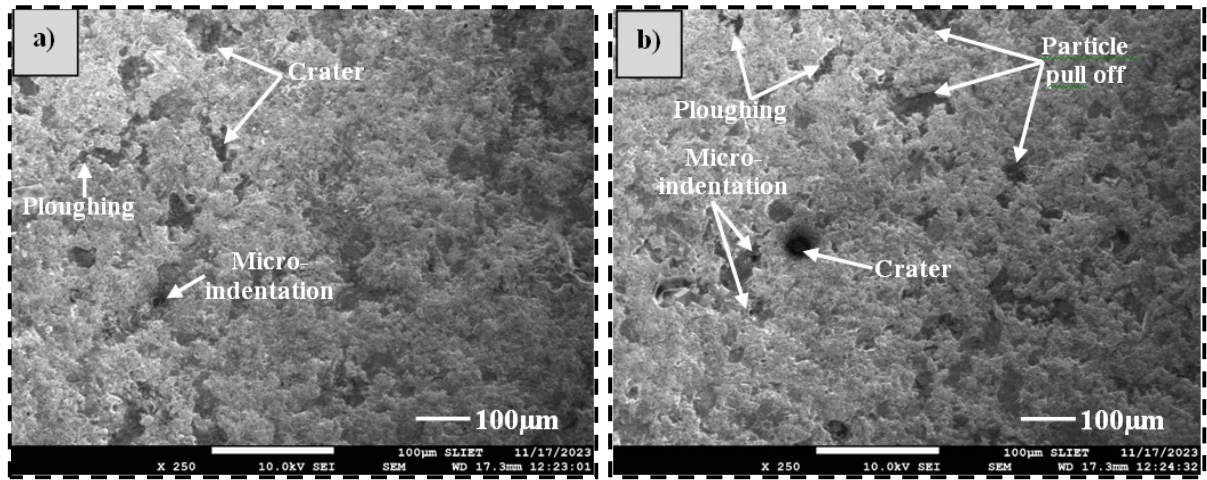 a)
Crater
Ploughing
Micro-
indentation
100µm
100µm SLIET 11/17/2023
X 250 10.0kV SEI SEM WD 17.3mm 12:23:01
b)
Particle
pull off
Ploughing
Micro-
indentation
Crater
100µm
100µm SLIET 11/17/2023
X 250 10.0kV SEI SEM WD 17.3mm 12:24:32